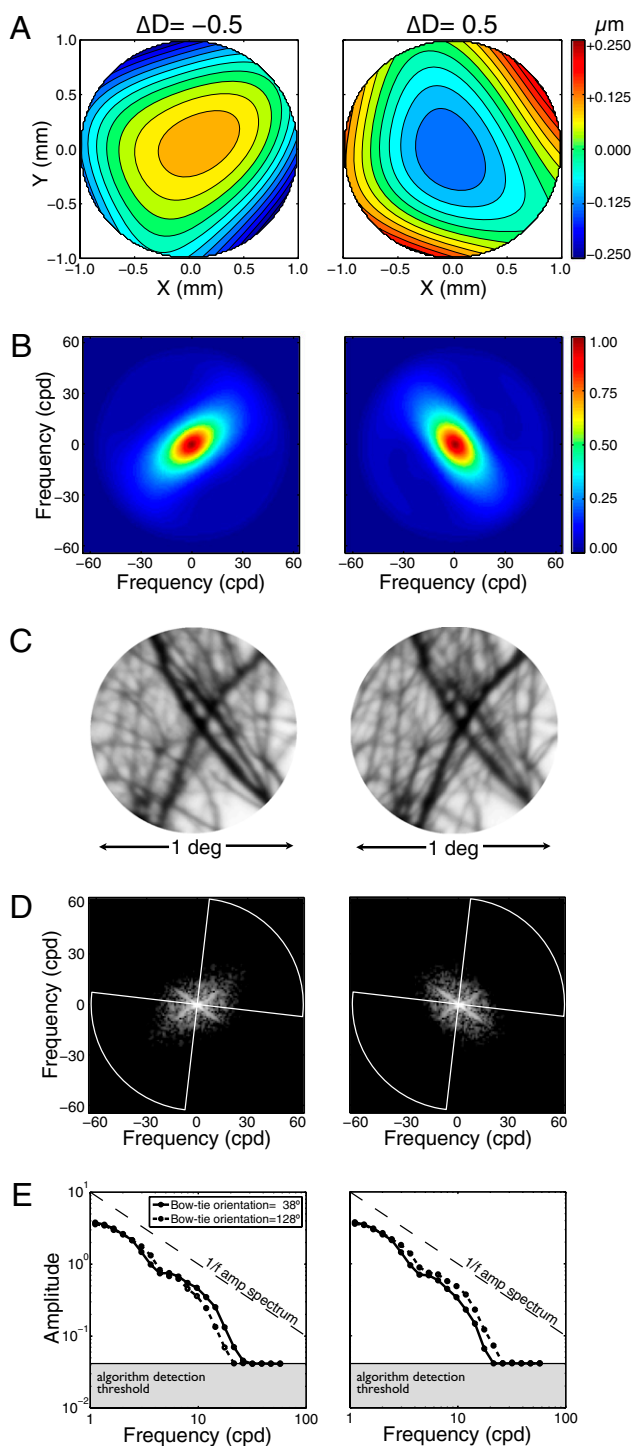 A
ΔD= −0.5
ΔD= 0.5
µm
1.0
0.5
0.0
−0.5
−1.0
Y (mm)
−1.0 −0.5 0.0 0.5 1.0
X (mm)
−1.0 −0.5 0.0 0.5 1.0
X (mm)
+0.250
+0.125
0.000
−0.125
−0.250
B
60
30
0
−30
−60
Frequency (cpd)
−60 −30 0 30 60
Frequency (cpd)
−60 −30 0 30 60
Frequency (cpd)
1.00
0.75
0.50
0.25
0.00
C
1 deg
1 deg
D
60
30
0
−30
−60
Frequency (cpd)
−60 −30 0 30 60
Frequency (cpd)
−60 −30 0 30 60
Frequency (cpd)
E
10¹
10⁰
10⁻¹
10⁻²
Amplitude
Bow-tie orientation= 38º
Bow-tie orientation=128º
1/f amp spectrum
algorithm detection
threshold
1 10 100
Frequency (cpd)
1/f amp spectrum
algorithm detection
threshold
1 10 100
Frequency (cpd)